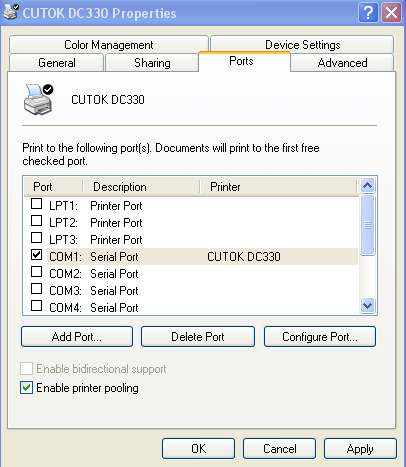 CUTOK DC330 Properties
Color Management Device Settings
General Sharing Ports Advanced
CUTOK DC330
Print to the following port(s). Documents will print to the first free
checked port.
Port Description Printer
LPT1: Printer Port
LPT2: Printer Port
LPT3: Printer Port
COM1: Serial Port CUTOK DC330
COM2: Serial Port
COM3: Serial Port
COM4: Serial Port
Add Port... Delete Port Configure Port...
Enable bidirectional support
Enable printer pooling
OK Cancel Apply